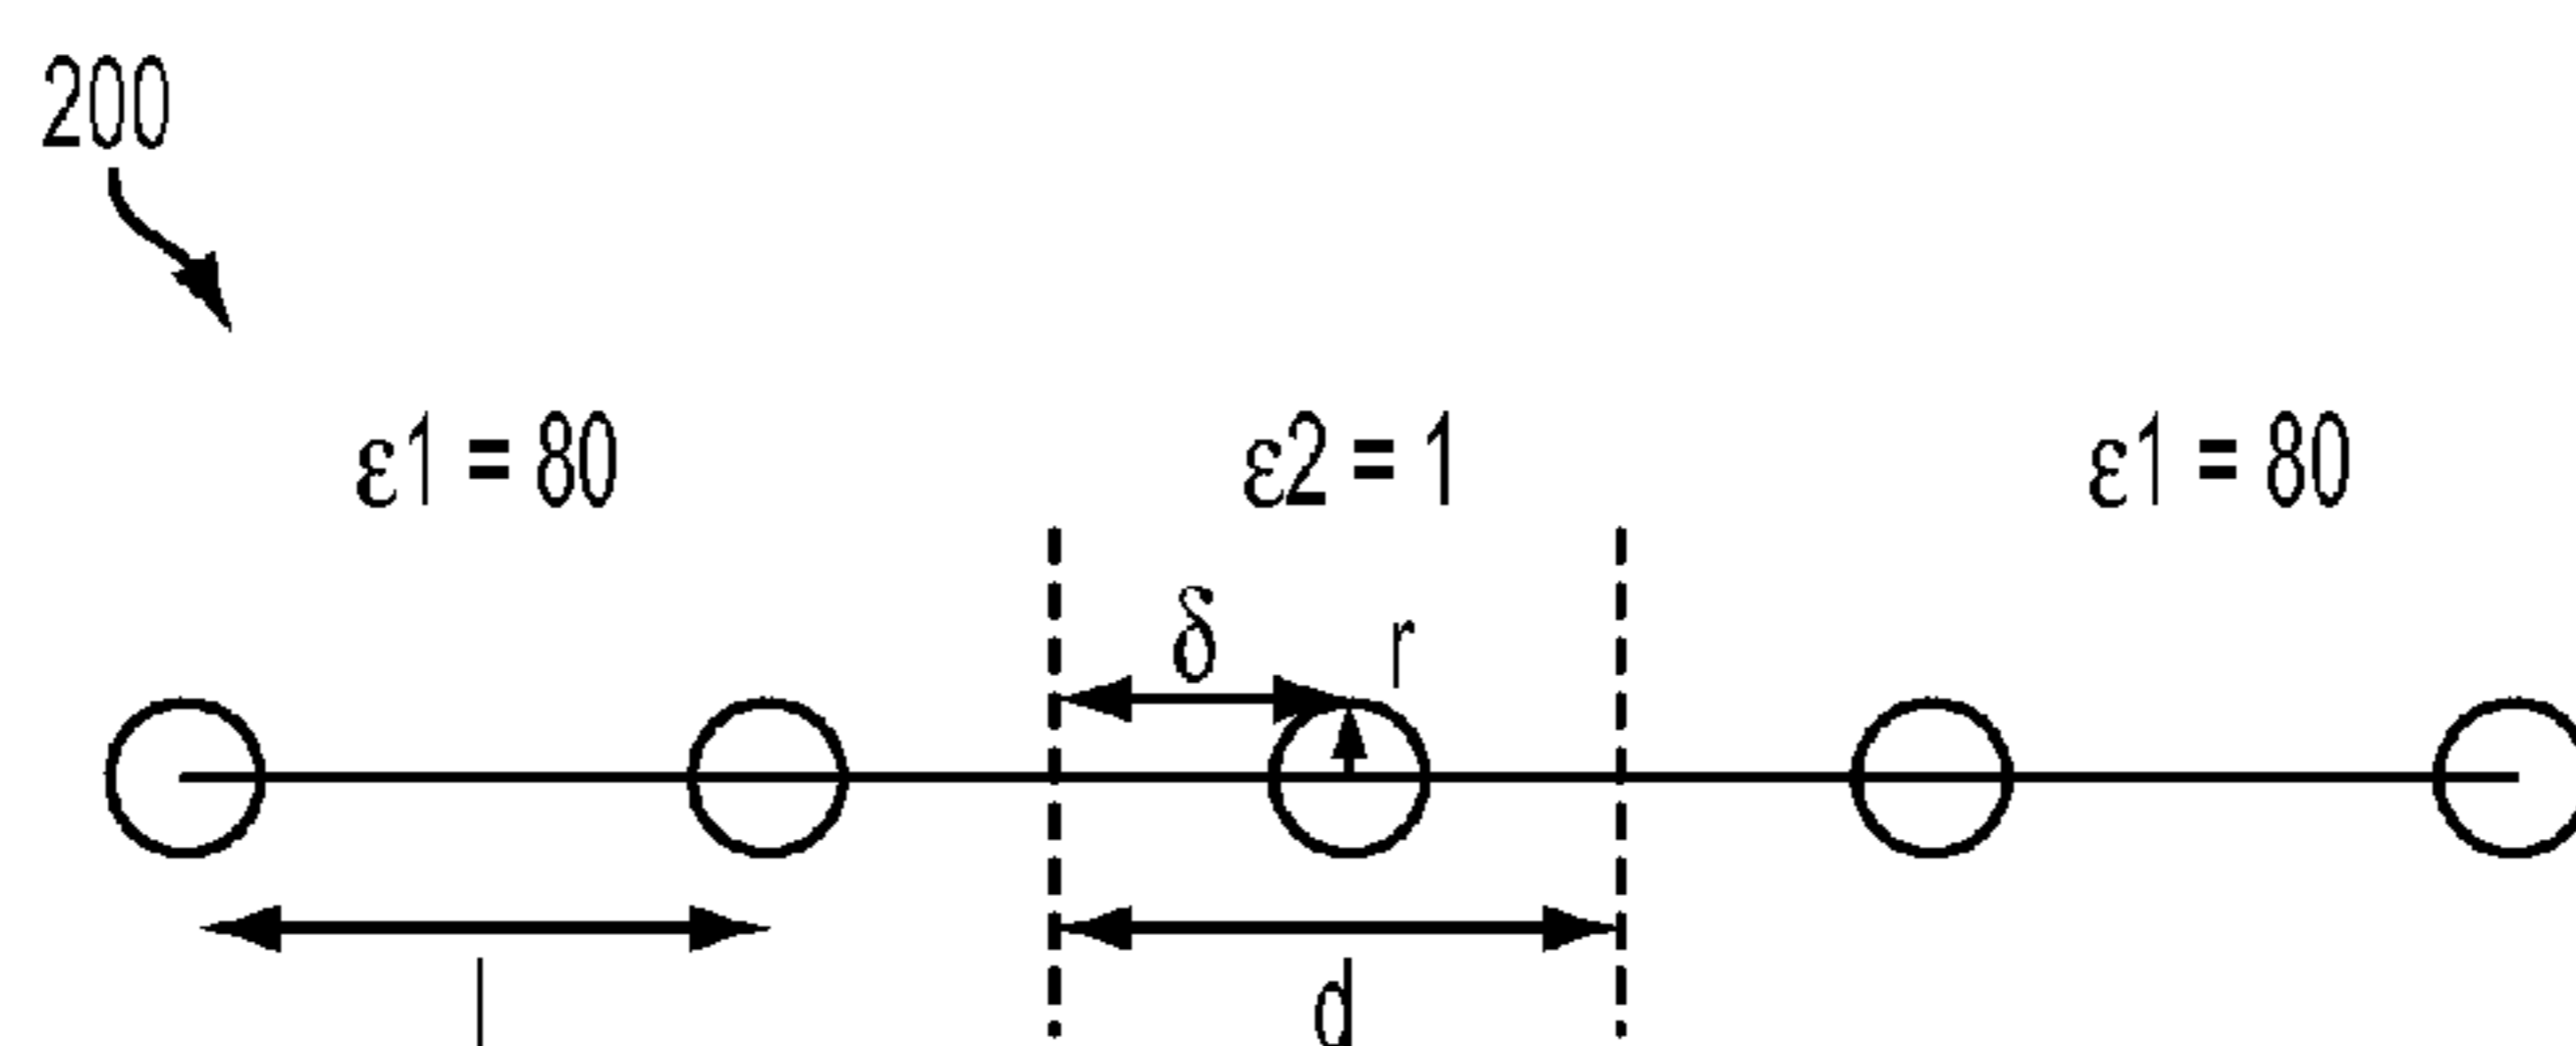 200
ε1 = 80 ε2 = 1 ε1 = 80
δ r
l d